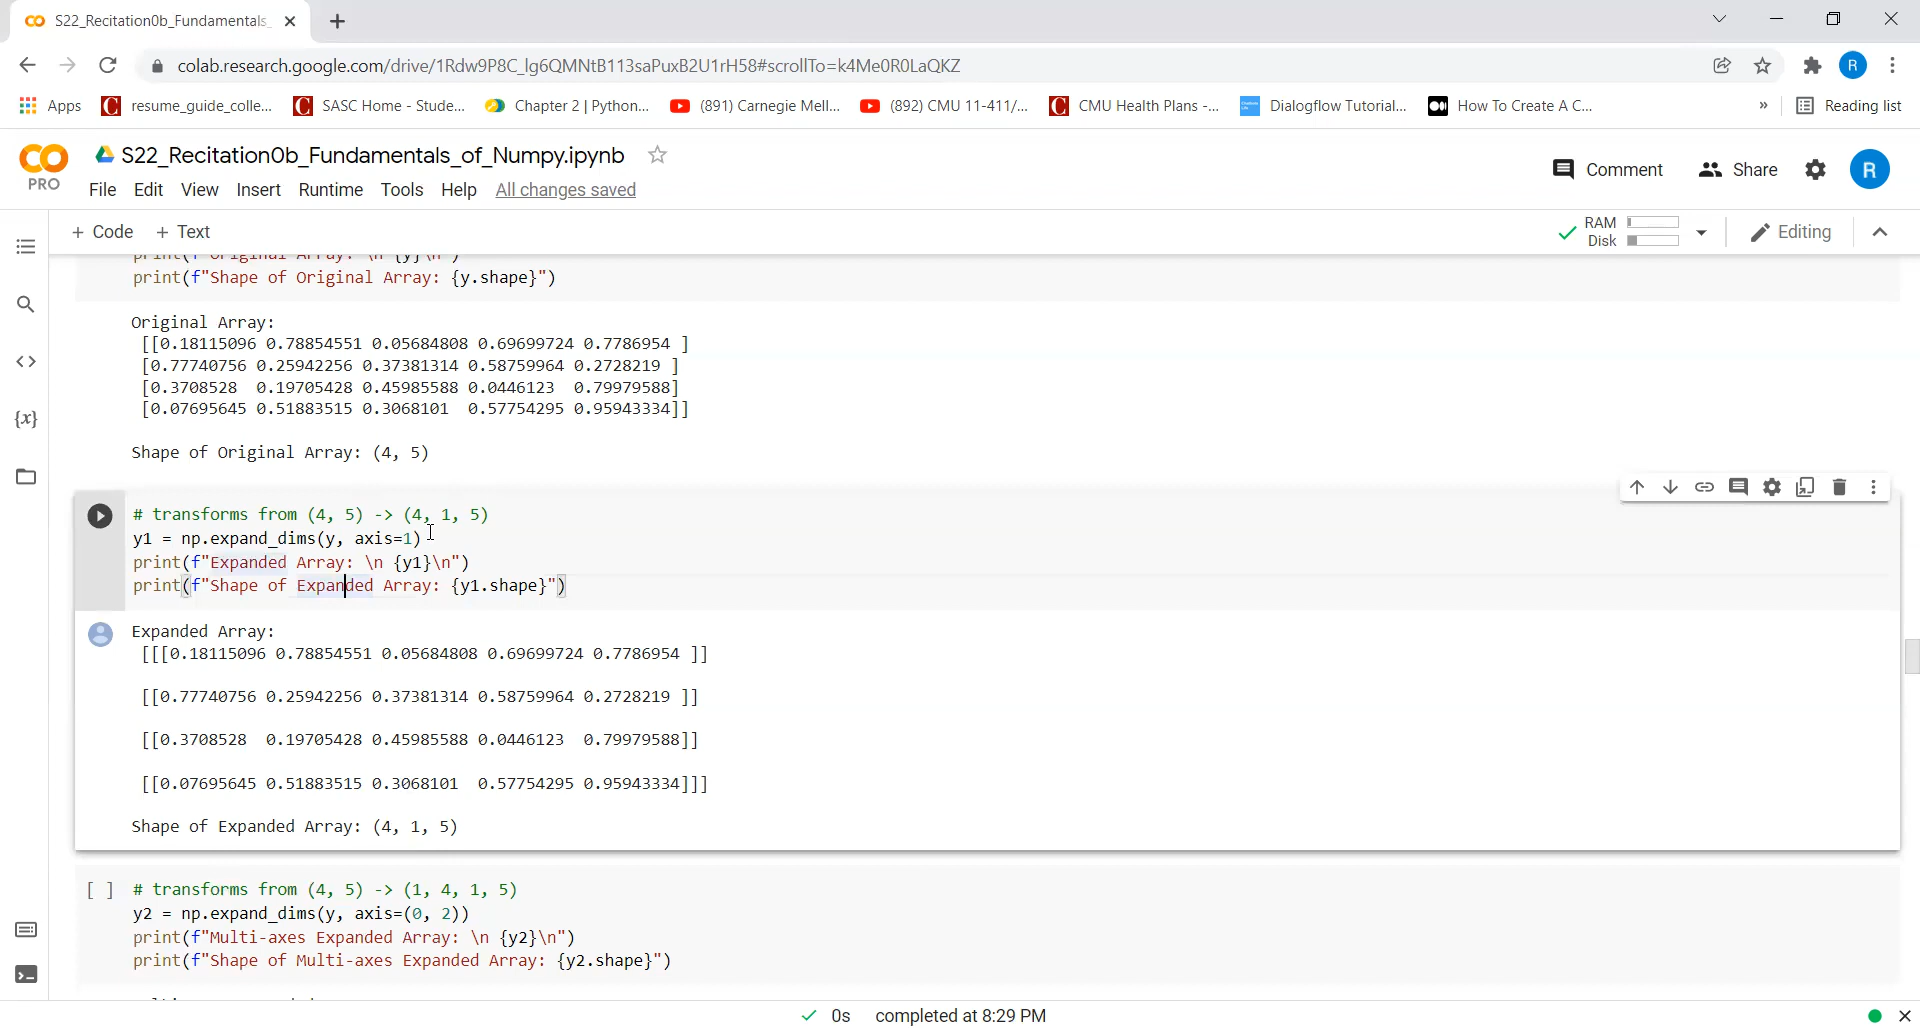 S22_Recitation0b_Fundamentals_
colab.research.google.com/drive/1Rdw9P8C_lg6QMNtB113saPuxB2U1rH58#scrollTo=k4Me0R0LaQKZ
R
Apps resume_guide_colle... SASC Home - Stude... Chapter 2 | Python... (891) Carnegie Mell... (892) CMU 11-411/... CMU Health Plans -... Dialogflow Tutorial... How To Create A C... » Reading list
PRO
S22_Recitation0b_Fundamentals_of_Numpy.ipynb
Comment Share R
File Edit View Insert Runtime Tools Help All changes saved
+ Code + Text
RAM
Disk
Editing
print(f"Original Array: \n {y}\n")
print(f"Shape of Original Array: {y.shape}")
Original Array:
[[0.18115096 0.78854551 0.05684808 0.69699724 0.7786954 ]
[0.77740756 0.25942256 0.37381314 0.58759964 0.2728219 ]
[0.3708528  0.19705428 0.45985588 0.0446123  0.79979588]
[0.07695645 0.51883515 0.3068101  0.57754295 0.95943334]]
Shape of Original Array: (4, 5)
# transforms from (4, 5) -> (4, 1, 5)
y1 = np.expand_dims(y, axis=1)
print(f"Expanded Array: \n {y1}\n")
print(f"Shape of Expanded Array: {y1.shape}")
Expanded Array:
[[[0.18115096 0.78854551 0.05684808 0.69699724 0.7786954 ]]
[[0.77740756 0.25942256 0.37381314 0.58759964 0.2728219 ]]
[[0.3708528  0.19705428 0.45985588 0.0446123  0.79979588]]
[[0.07695645 0.51883515 0.3068101  0.57754295 0.95943334]]]
Shape of Expanded Array: (4, 1, 5)
[ ] # transforms from (4, 5) -> (1, 4, 1, 5)
y2 = np.expand_dims(y, axis=(0, 2))
print(f"Multi-axes Expanded Array: \n {y2}\n")
print(f"Shape of Multi-axes Expanded Array: {y2.shape}")
0s completed at 8:29 PM